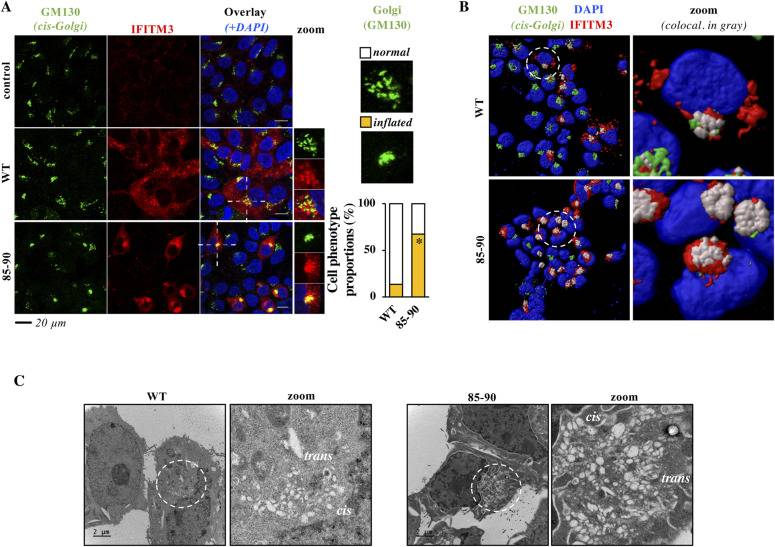 A
GM130
(cis-Golgi)
IFITM3
Overlay
(+DAPI)
zoom
control
WT
85-90
20 µm
Golgi
(GM130)
normal
inflated
Cell phenotype
proportions (%)
100
50
0
*
WT
85-90
B
GM130 DAPI
(cis-Golgi) IFITM3
zoom
(colocal. in gray)
WT
85-90
C
WT
zoom
85-90
zoom
2 µm
trans
cis
2 µm
cis
trans